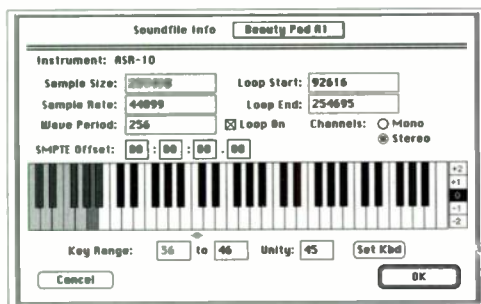 Soundfile Info Beauty Pad A1
Instrument: ASR-10
Sample Size:
Loop Start: 92616
Sample Rate: 44099
Loop End: 254695
Wave Period: 256
Loop On
Channels: Mono
Stereo
SMPTE Offset: 00 : 00 : 00 . 00
+2
+1
0
-1
-2
Key Range: 36 to 46 Unity: 45 Set Kbd
Cancel
OK